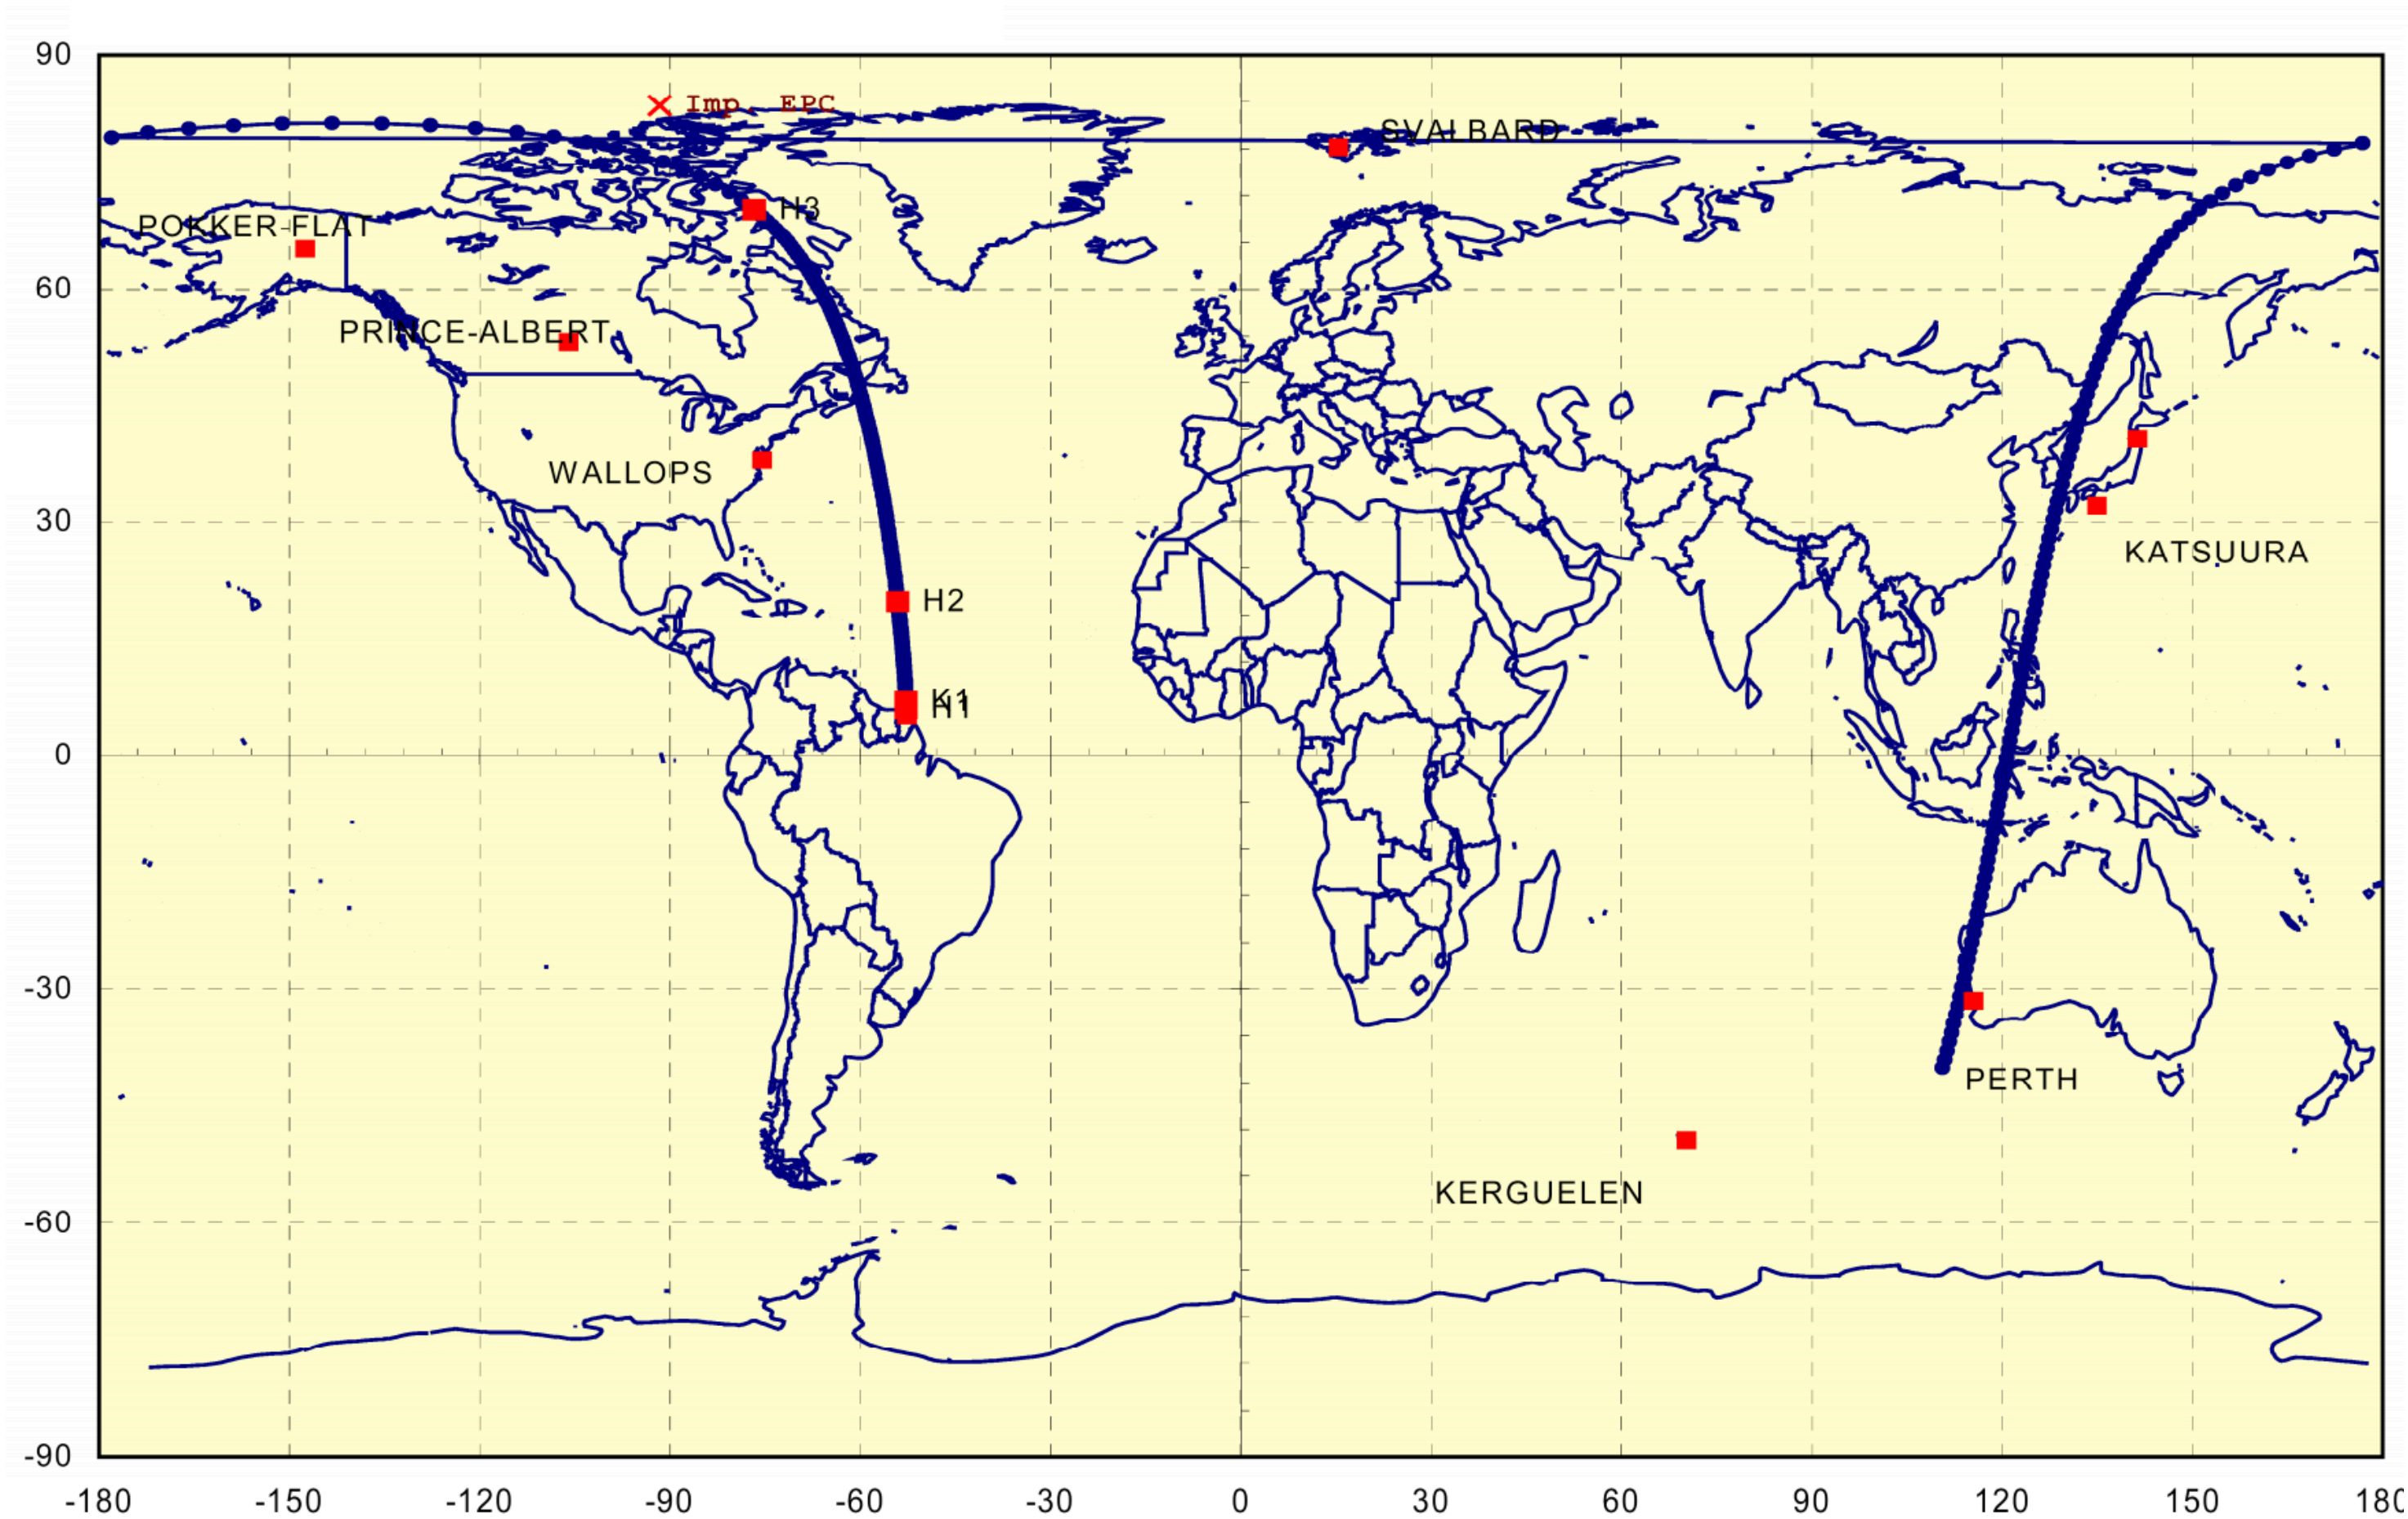 90
Imp. EPC
SVALBARD
H3
POKKER-FLAT
60
PRINCE-ALBERT
WALLOPS
30
KATSUURA
H2
K1
H1
0
-30
PERTH
KERGUELEN
-60
-90
-180 -150 -120 -90 -60 -30 0 30 60 90 120 150 180